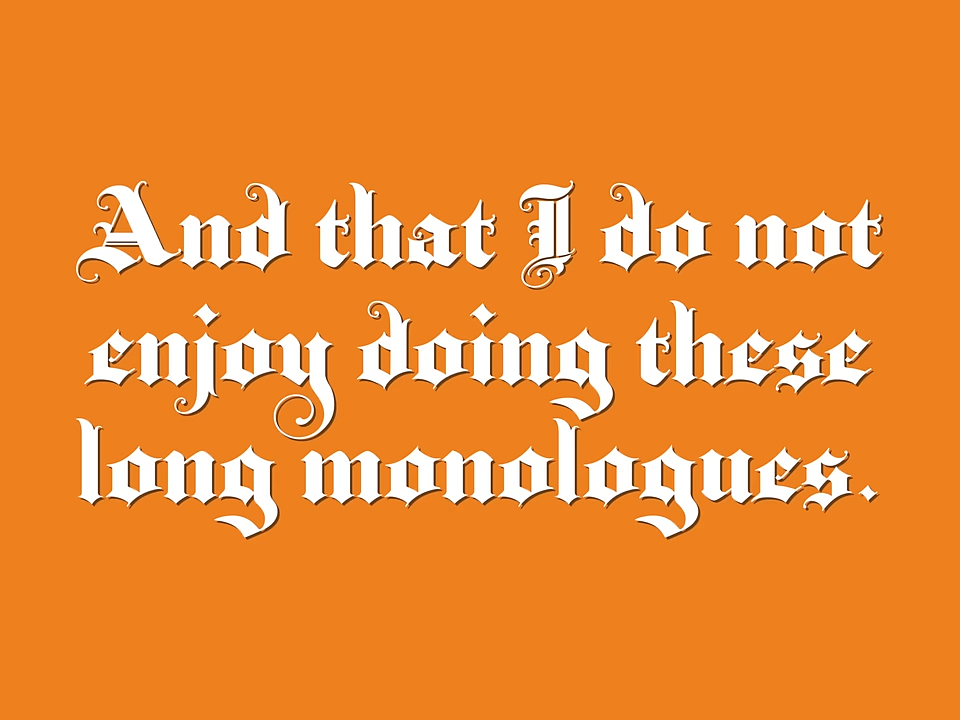 And that I do not
enjoy doing these
long monologues.